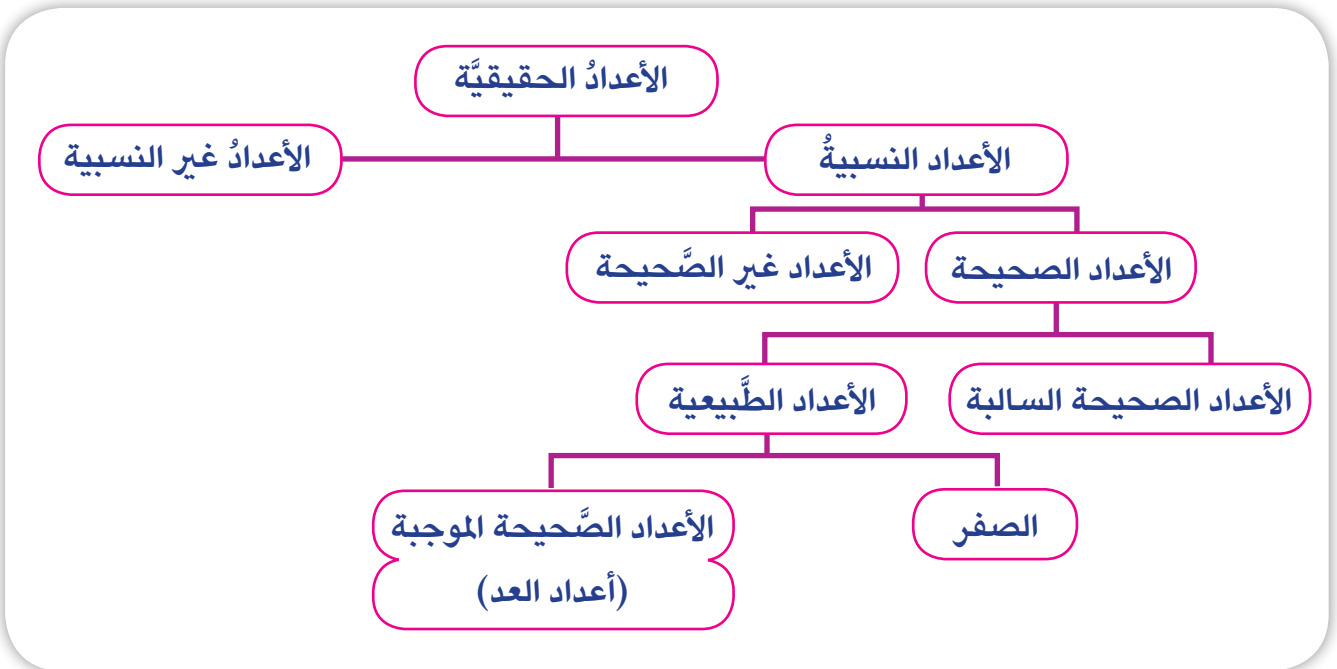 الأعدادُ الحقيقيَّة
الأعداد النسبيةُ
الأعدادُ غير النسبية
الأعداد الصحيحة
الأعداد غير الصَّحيحة
الأعداد الصحيحة السالبة
الأعداد الطَّبيعية
الصفر
الأعداد الصَّحيحة الموجبة
(أعداد العد)